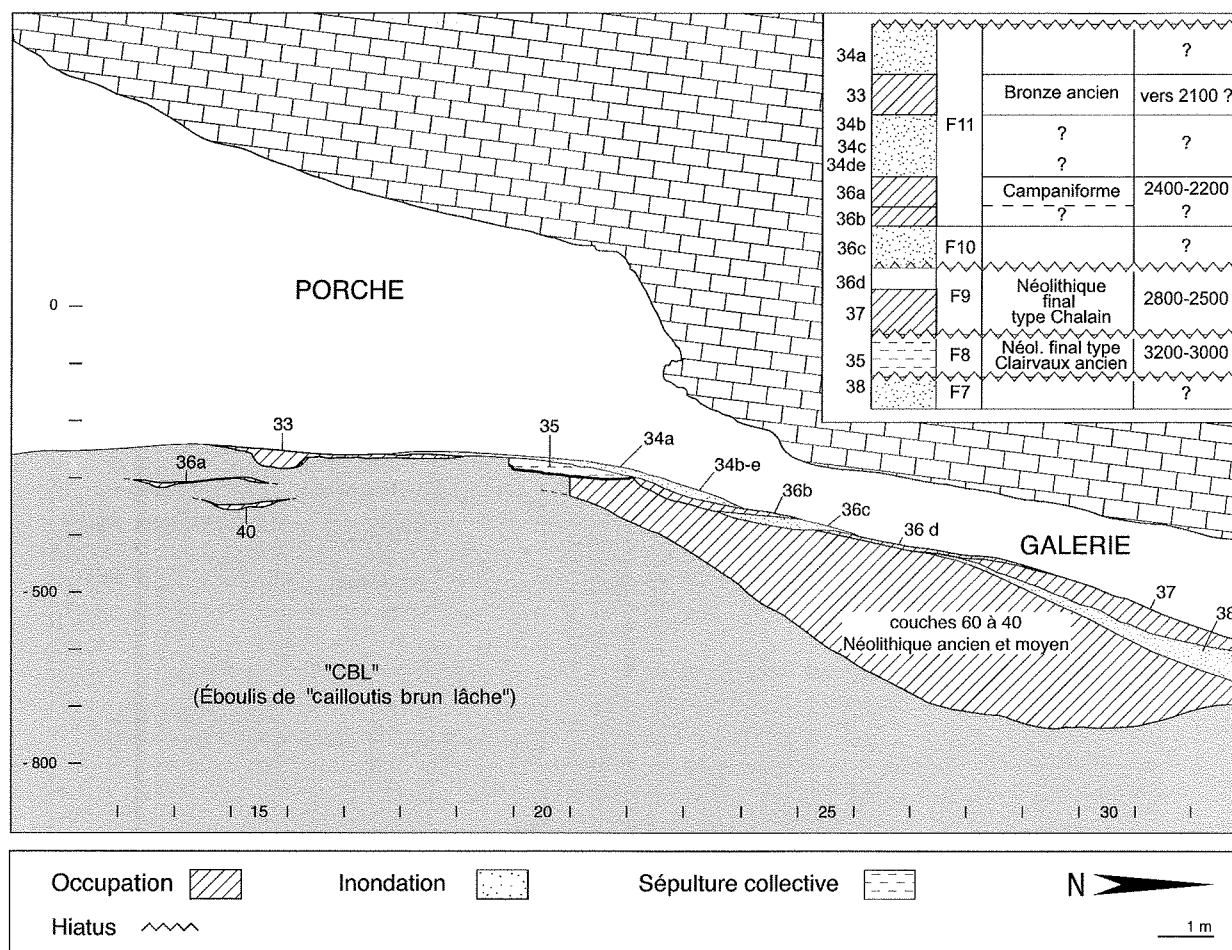 34a ?
33 Bronze ancien vers 2100 ?
34b ?
34c F11 ?
34de ?
36a Campaniforme 2400-2200
36b ? ?
36c F10 ?
36d Néolithique
F9 final 2800-2500
37 type Chalain
35 F8 Néol. final type 3200-3000
Clairvaux ancien
38 F7 ?
PORCHE
0
33
35
34a
36a
34b-e
36b
40
36c
36 d
GALERIE
- 500
37
38
couches 60 à 40
Néolithique ancien et moyen
"CBL"
(Éboulis de "cailloutis brun lâche")
- 800
15 20 25 30
Occupation Inondation Sépulture collective N
Hiatus 1 m